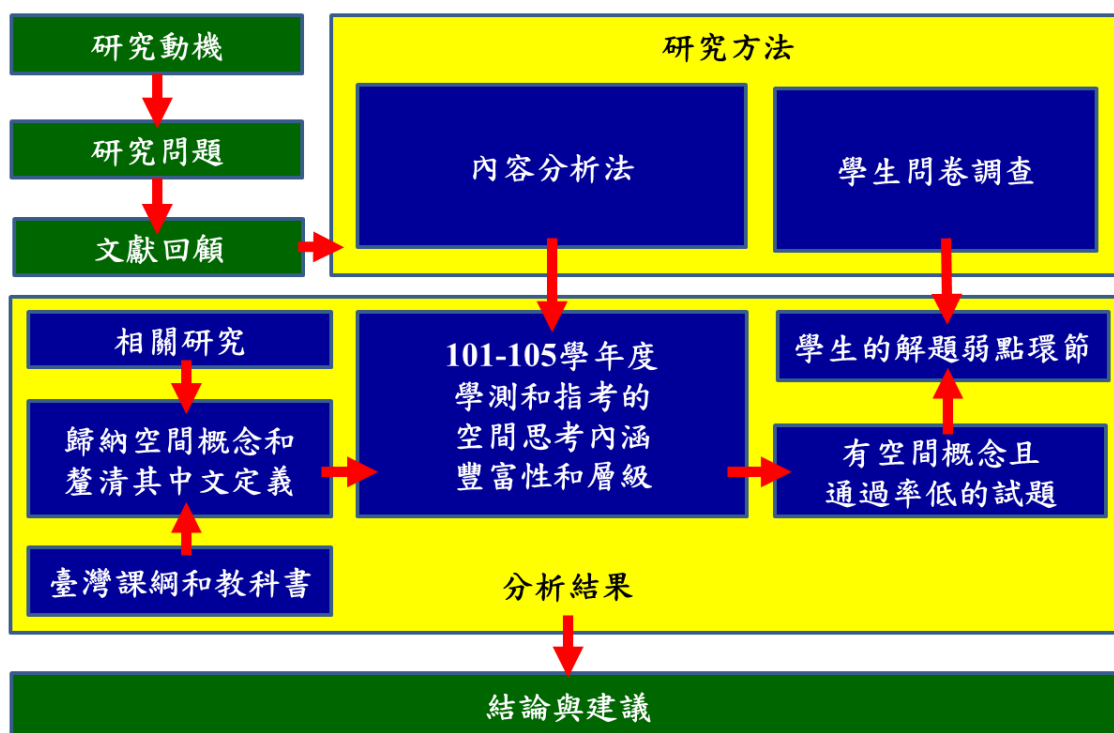 研究動機
研究問題
文獻回顧
研究方法
內容分析法
學生問卷調查
相關研究
歸納空間概念和
釐清其中文定義
臺灣課綱和教科書
101-105學年度
學測和指考的
空間思考內涵
豐富性和層級
學生的解題弱點環節
有空間概念且
通過率低的試題
分析結果
結論與建議